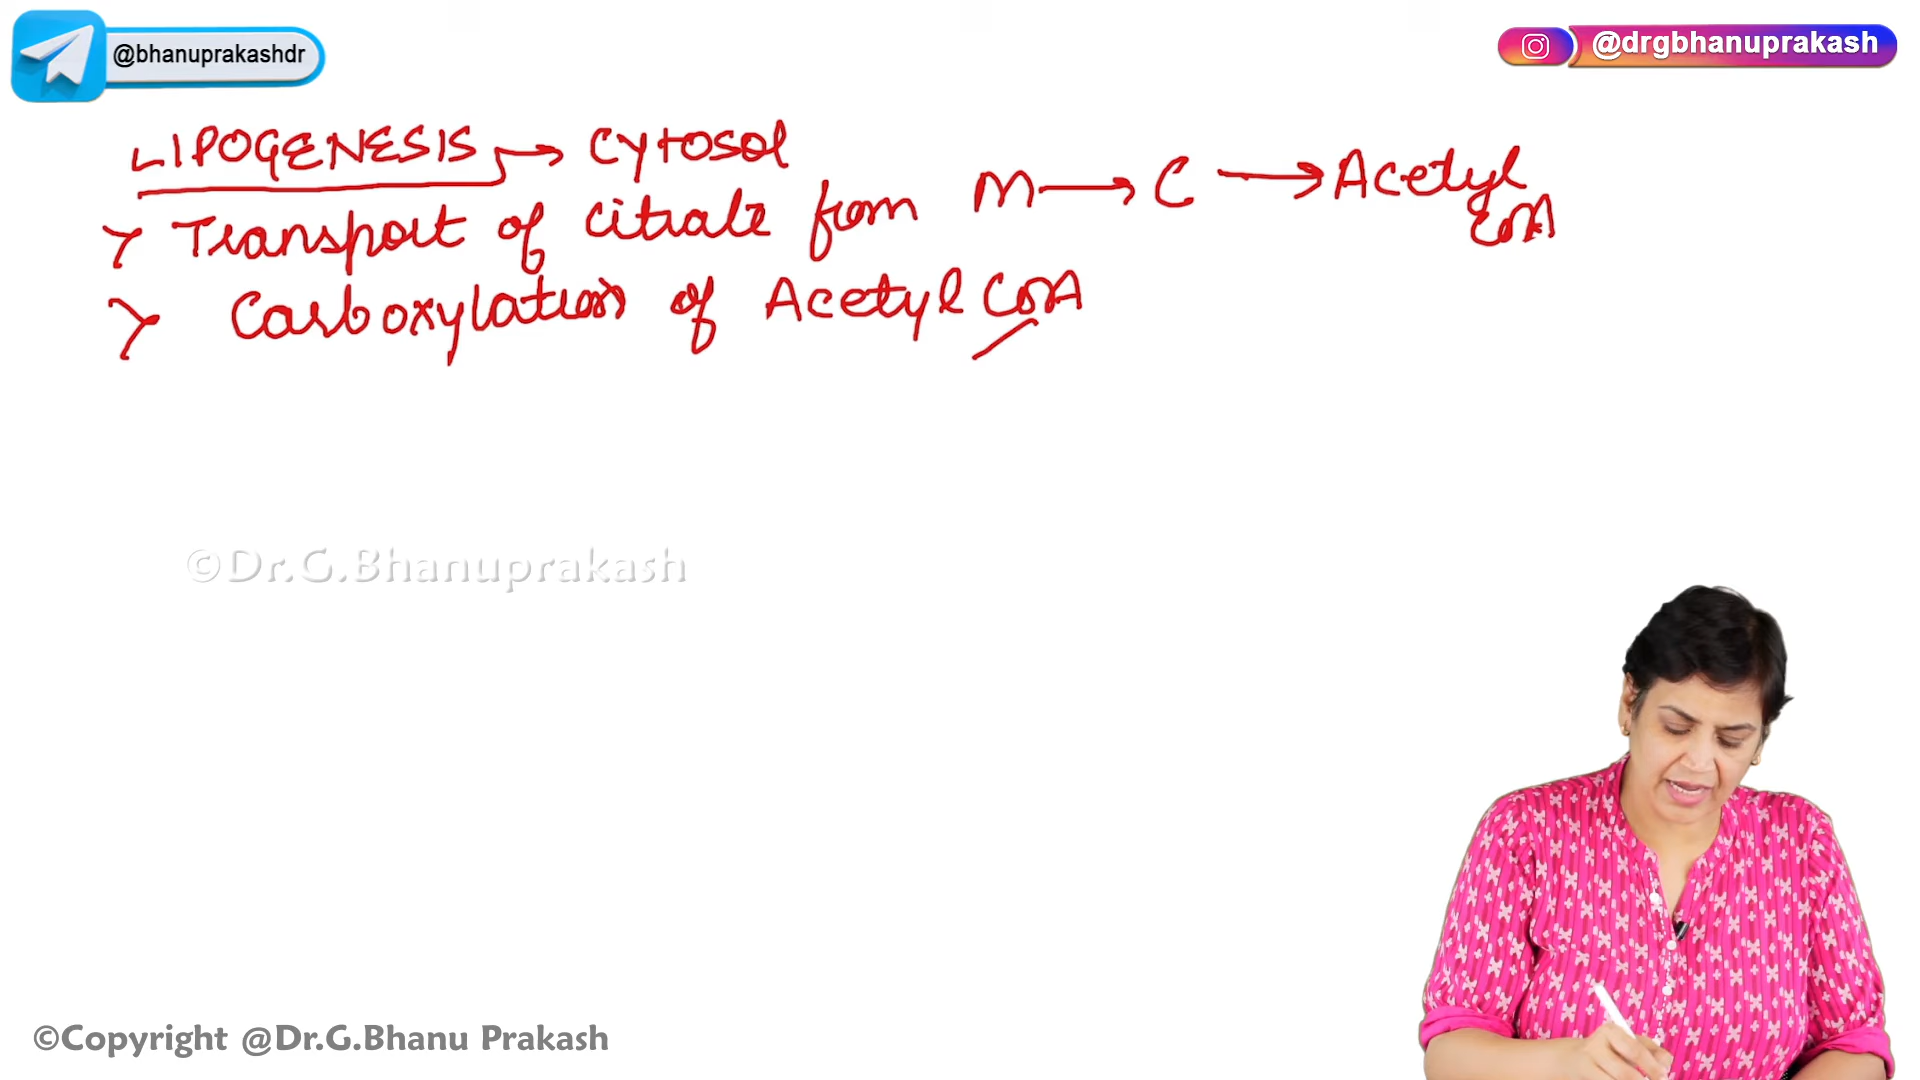 @bhanuprakashdr
@drgbhanuprakash
LIPOGENESIS → Cytosol
> Transport of citrate from M → C → Acetyl CoA
> Carboxylation of Acetyl CoA
©Dr.G.Bhanuprakash
©Copyright @Dr.G.Bhanu Prakash